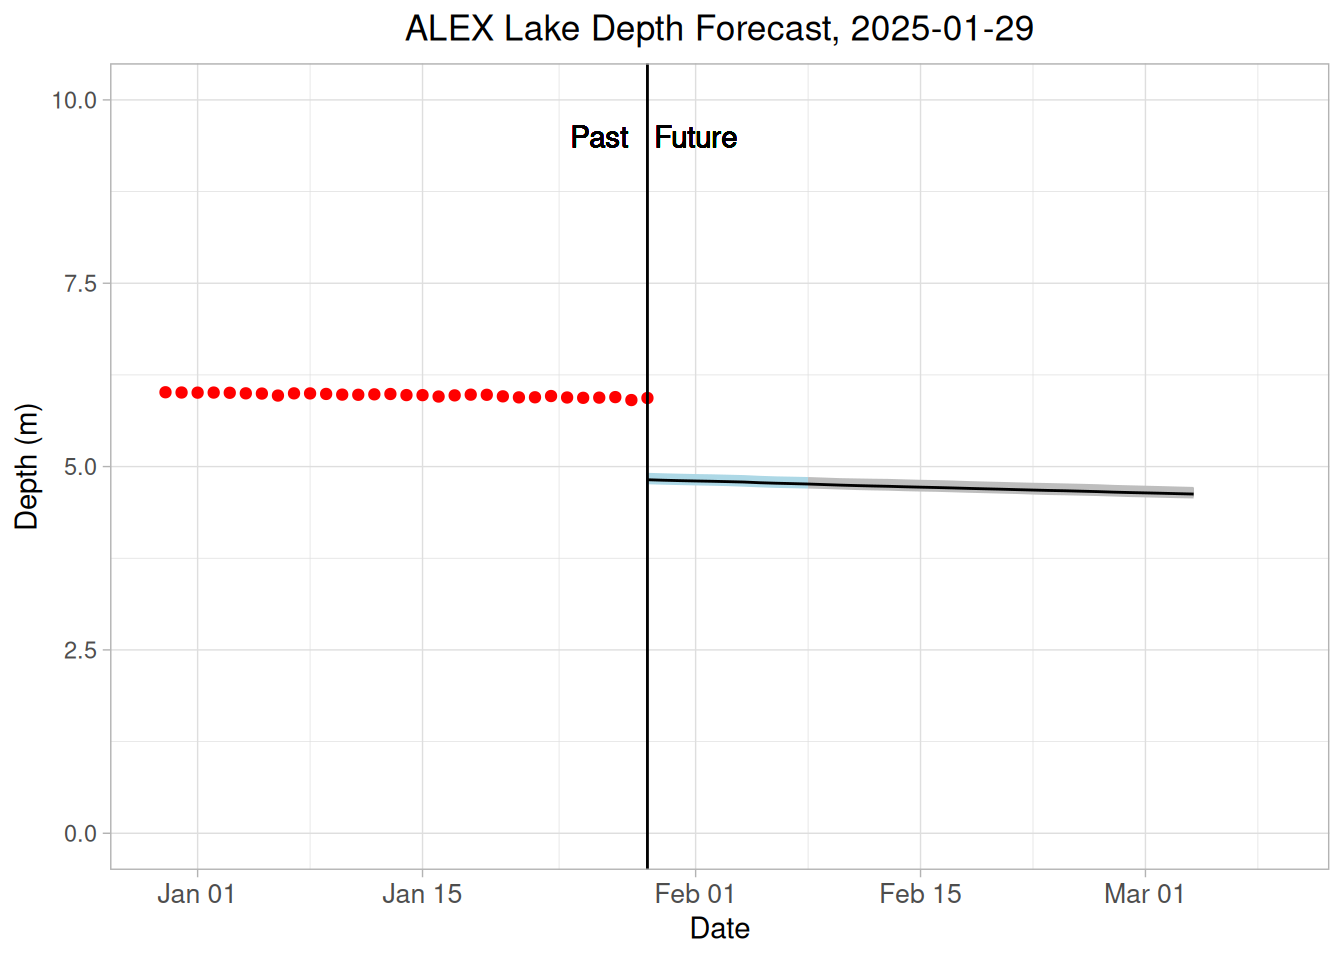 ALEX Lake Depth Forecast, 2025-01-29
10.0
Past Future
7.5
5.0
2.5
0.0
Depth (m)
Jan 01 Jan 15 Feb 01 Feb 15 Mar 01
Date